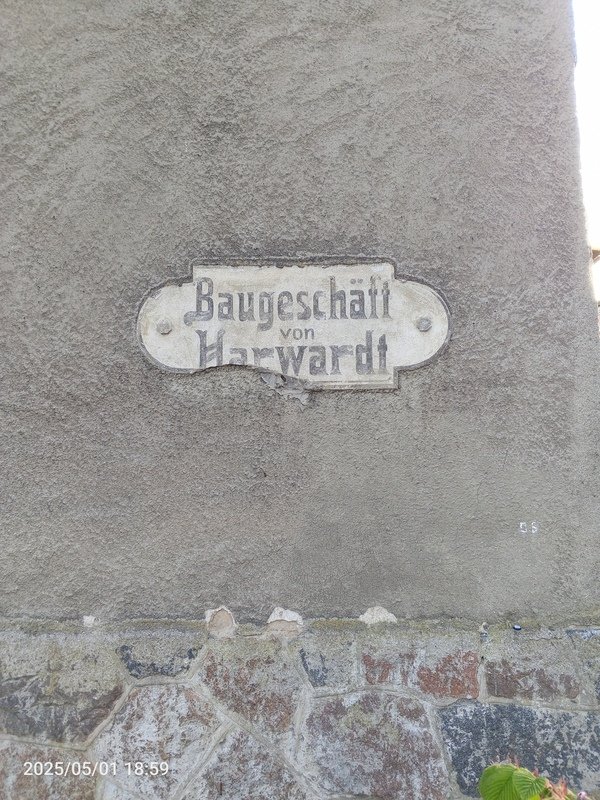 Baugeschäft
von
Harwardt
D S
2025/05/01 18:59